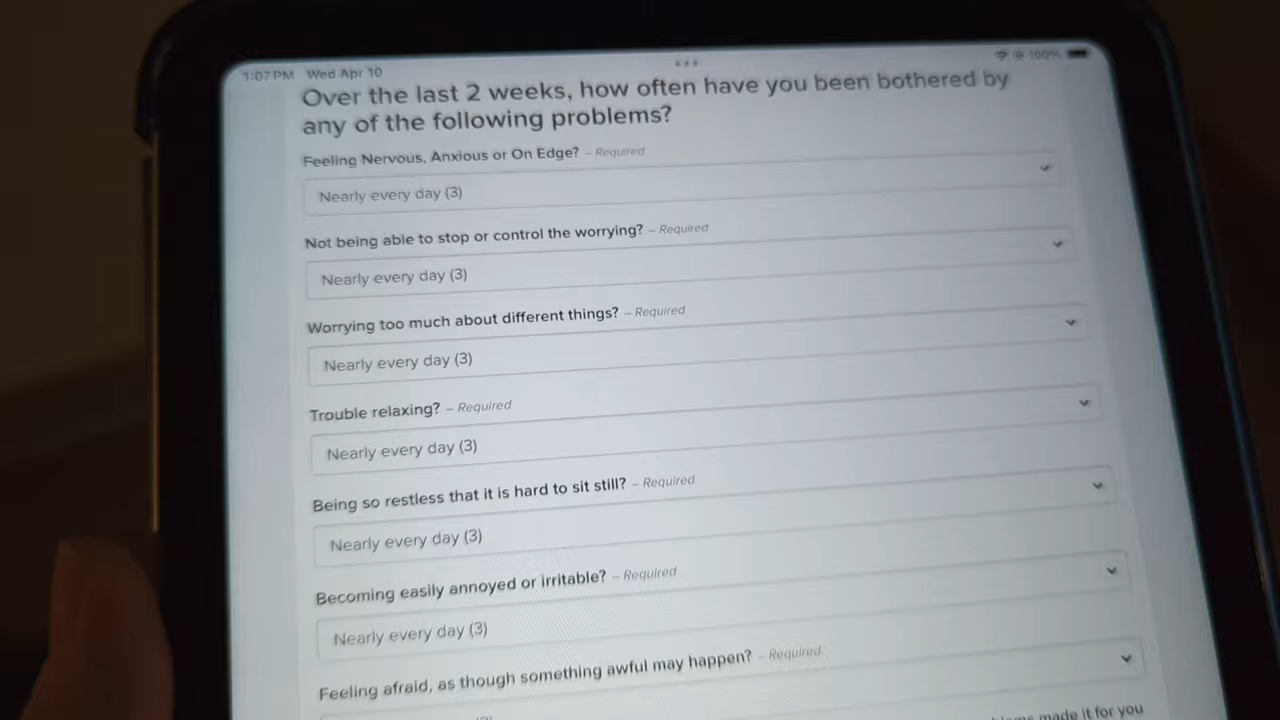 1:07 PM Wed Apr 10
100%
Over the last 2 weeks, how often have you been bothered by
any of the following problems?
Feeling Nervous, Anxious or On Edge? – Required
Nearly every day (3)
Not being able to stop or control the worrying? – Required
Nearly every day (3)
Worrying too much about different things? – Required
Nearly every day (3)
Trouble relaxing? – Required
Nearly every day (3)
Being so restless that it is hard to sit still? – Required
Nearly every day (3)
Becoming easily annoyed or irritable? – Required
Nearly every day (3)
Feeling afraid, as though something awful may happen? – Required
made it for you